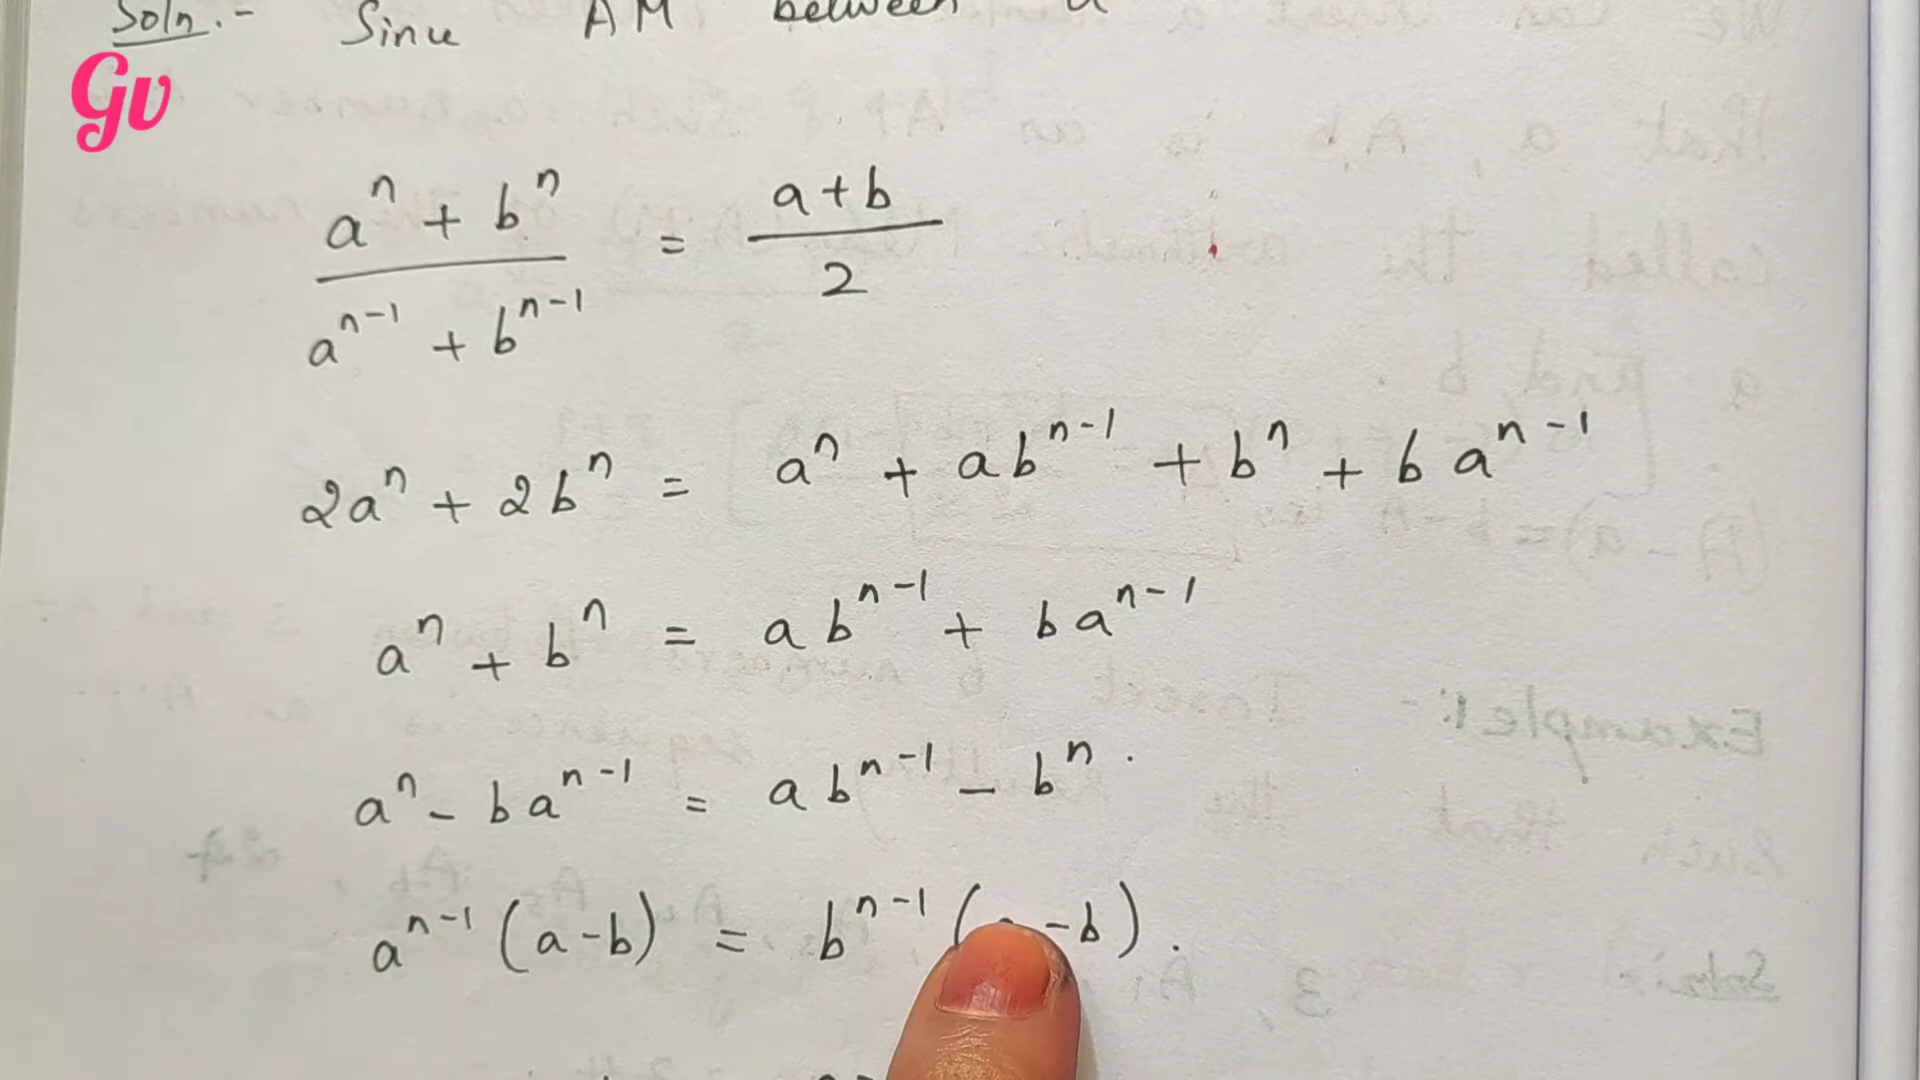 Soln.:- Since AM between a
Gv
a^n + b^n / a^{n-1} + b^{n-1} = a+b / 2
2a^n + 2b^n = a^n + ab^{n-1} + b^n + ba^{n-1}
a^n + b^n = ab^{n-1} + ba^{n-1}
a^n - ba^{n-1} = ab^{n-1} - b^n.
a^{n-1} (a-b) = b^{n-1} ( -b).